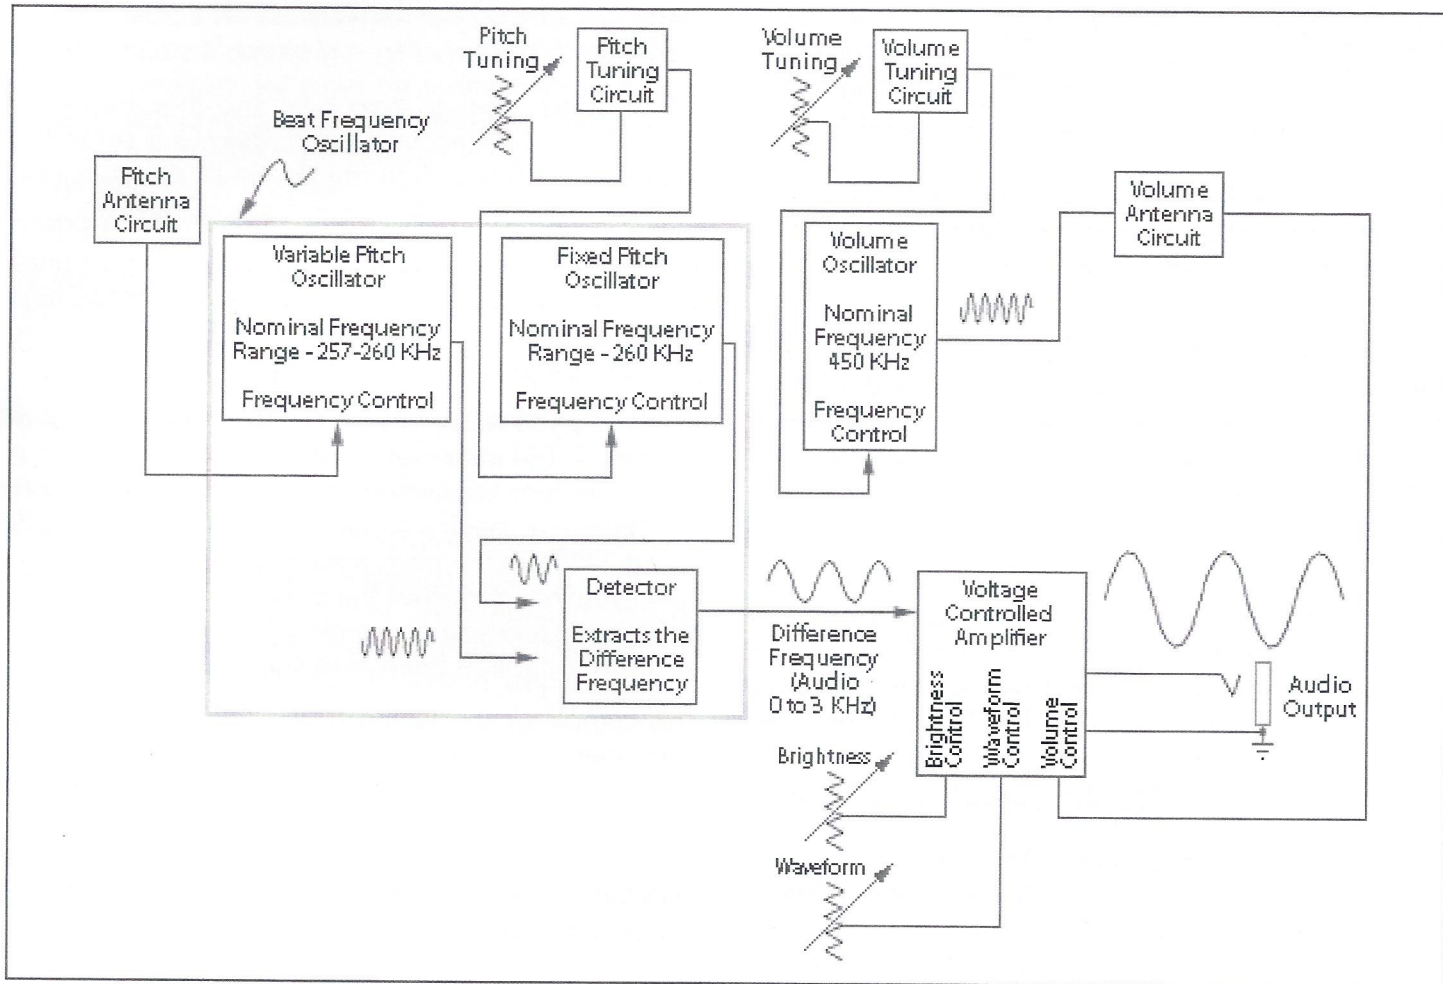 Pitch
Tuning
Pitch
Tuning
Circuit
Volume
Tuning
Volume
Tuning
Circuit
Beat Frequency
Oscillator
Pitch
Antenna
Circuit
Volume
Antenna
Circuit
Variable Pitch
Oscillator
Nominal Frequency
Range - 257-260 KHz
Frequency Control
Fixed Pitch
Oscillator
Nominal Frequency
Range - 260 KHz
Frequency Control
Volume
Oscillator
Nominal
Frequency
450 KHz
Frequency
Control
Detector
Extracts the
Difference
Frequency
Difference
Frequency
(Audio
0 to 3 KHz)
Voltage
Controlled
Amplifier
Brightness
Control
Waveform
Control
Volume
Control
Audio
Output
Brightness
Waveform